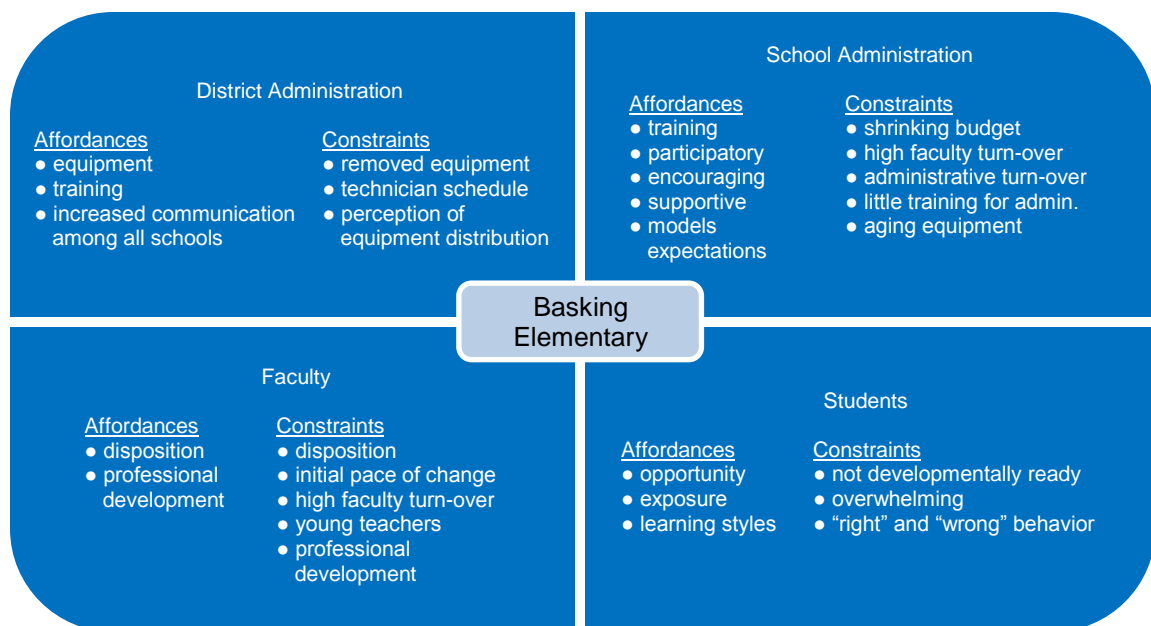 District Administration
Affordances
● equipment
● training
● increased communication
among all schools
Constraints
● removed equipment
● technician schedule
● perception of
equipment distribution
School Administration
Affordances
● training
● participatory
● encouraging
● supportive
● models
expectations
Constraints
● shrinking budget
● high faculty turn-over
● administrative turn-over
● little training for admin.
● aging equipment
Basking
Elementary
Faculty
Affordances
● disposition
● professional
development
Constraints
● disposition
● initial pace of change
● high faculty turn-over
● young teachers
● professional
development
Students
Affordances
● opportunity
● exposure
● learning styles
Constraints
● not developmentally ready
● overwhelming
● “right” and “wrong” behavior